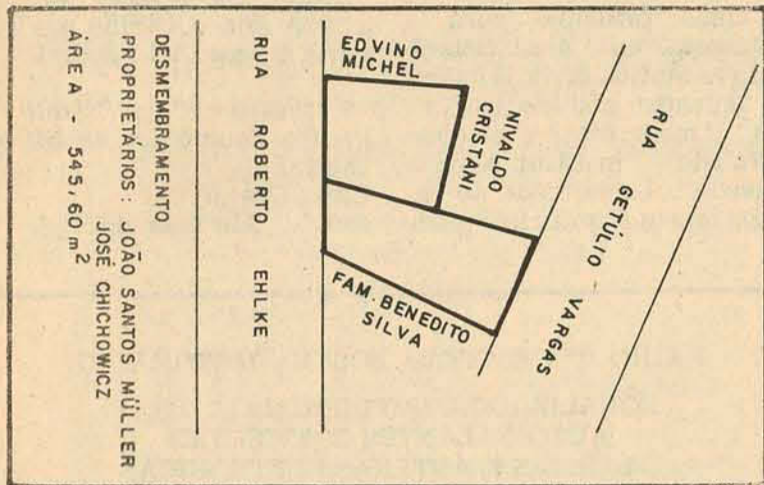 EDVINO
MICHEL
NIVALDO
CRISTANI
RUA GETULIO - VARGAS
FAM. BENEDITO
SILVA
RUA ROBERTO EHLKE
DESMEMBRAMENTO
PROPRIETÁRIOS: JOÃO SANTOS MÜLLER
JOSÉ CHICHOWICZ
ÁREA - 545,60 m²